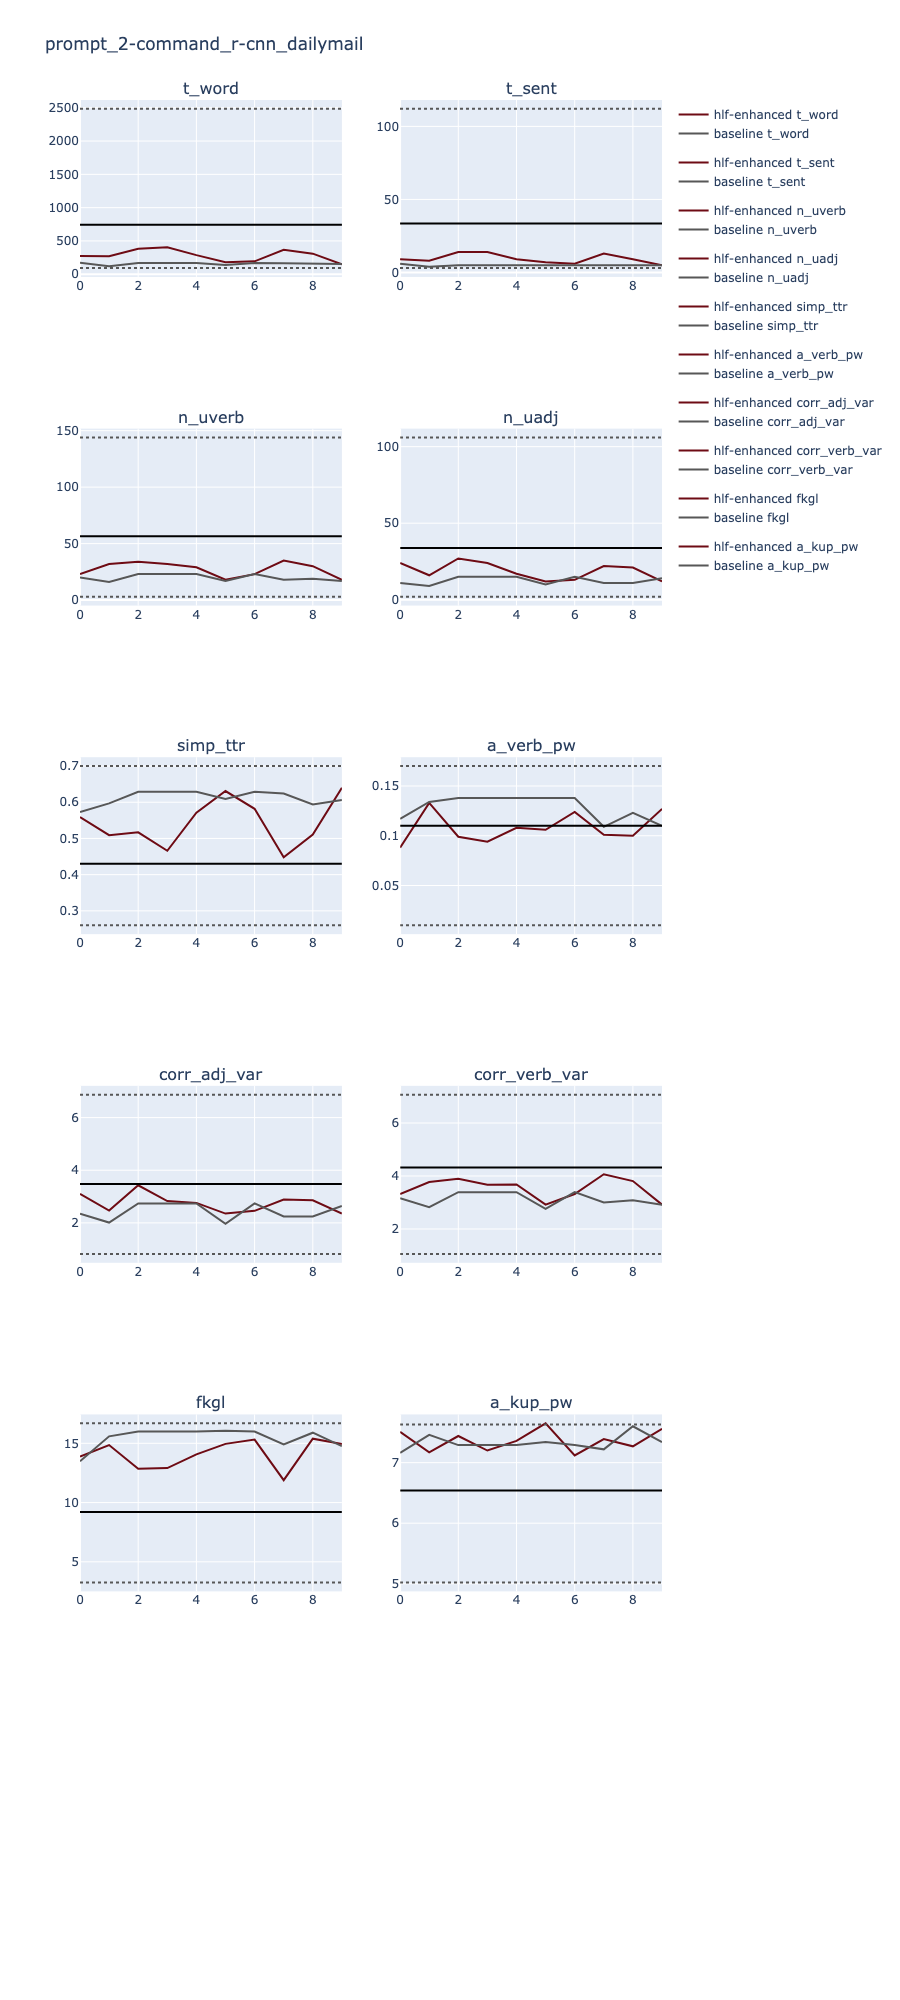 prompt_2-command_r-cnn_dailymail
t_word
t_sent
2500
2000
1500
1000
500
0
0 2 4 6 8
100
50
0
0 2 4 6 8
hlf-enhanced t_word
baseline t_word
hlf-enhanced t_sent
baseline t_sent
hlf-enhanced n_uverb
baseline n_uverb
hlf-enhanced n_uadj
baseline n_uadj
hlf-enhanced simp_ttr
baseline simp_ttr
hlf-enhanced a_verb_pw
baseline a_verb_pw
hlf-enhanced corr_adj_var
baseline corr_adj_var
hlf-enhanced corr_verb_var
baseline corr_verb_var
hlf-enhanced fkgl
baseline fkgl
hlf-enhanced a_kup_pw
baseline a_kup_pw
n_uverb
n_uadj
150
100
50
0
0 2 4 6 8
100
50
0
0 2 4 6 8
simp_ttr
a_verb_pw
0.7
0.6
0.5
0.4
0.3
0 2 4 6 8
0.15
0.1
0.05
0 2 4 6 8
corr_adj_var
corr_verb_var
6
4
2
0 2 4 6 8
6
4
2
0 2 4 6 8
fkgl
a_kup_pw
15
10
5
0 2 4 6 8
7
6
5
0 2 4 6 8